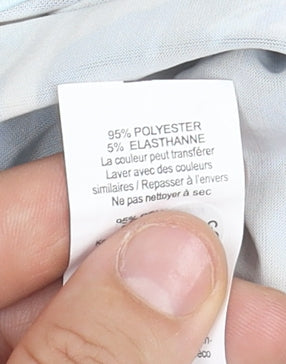 95% POLYESTER
5% ELASTHANNE
La couleur peut transférer
Laver avec des couleurs
similaires / Repasser à l'envers
Ne pas nettoyer à sec